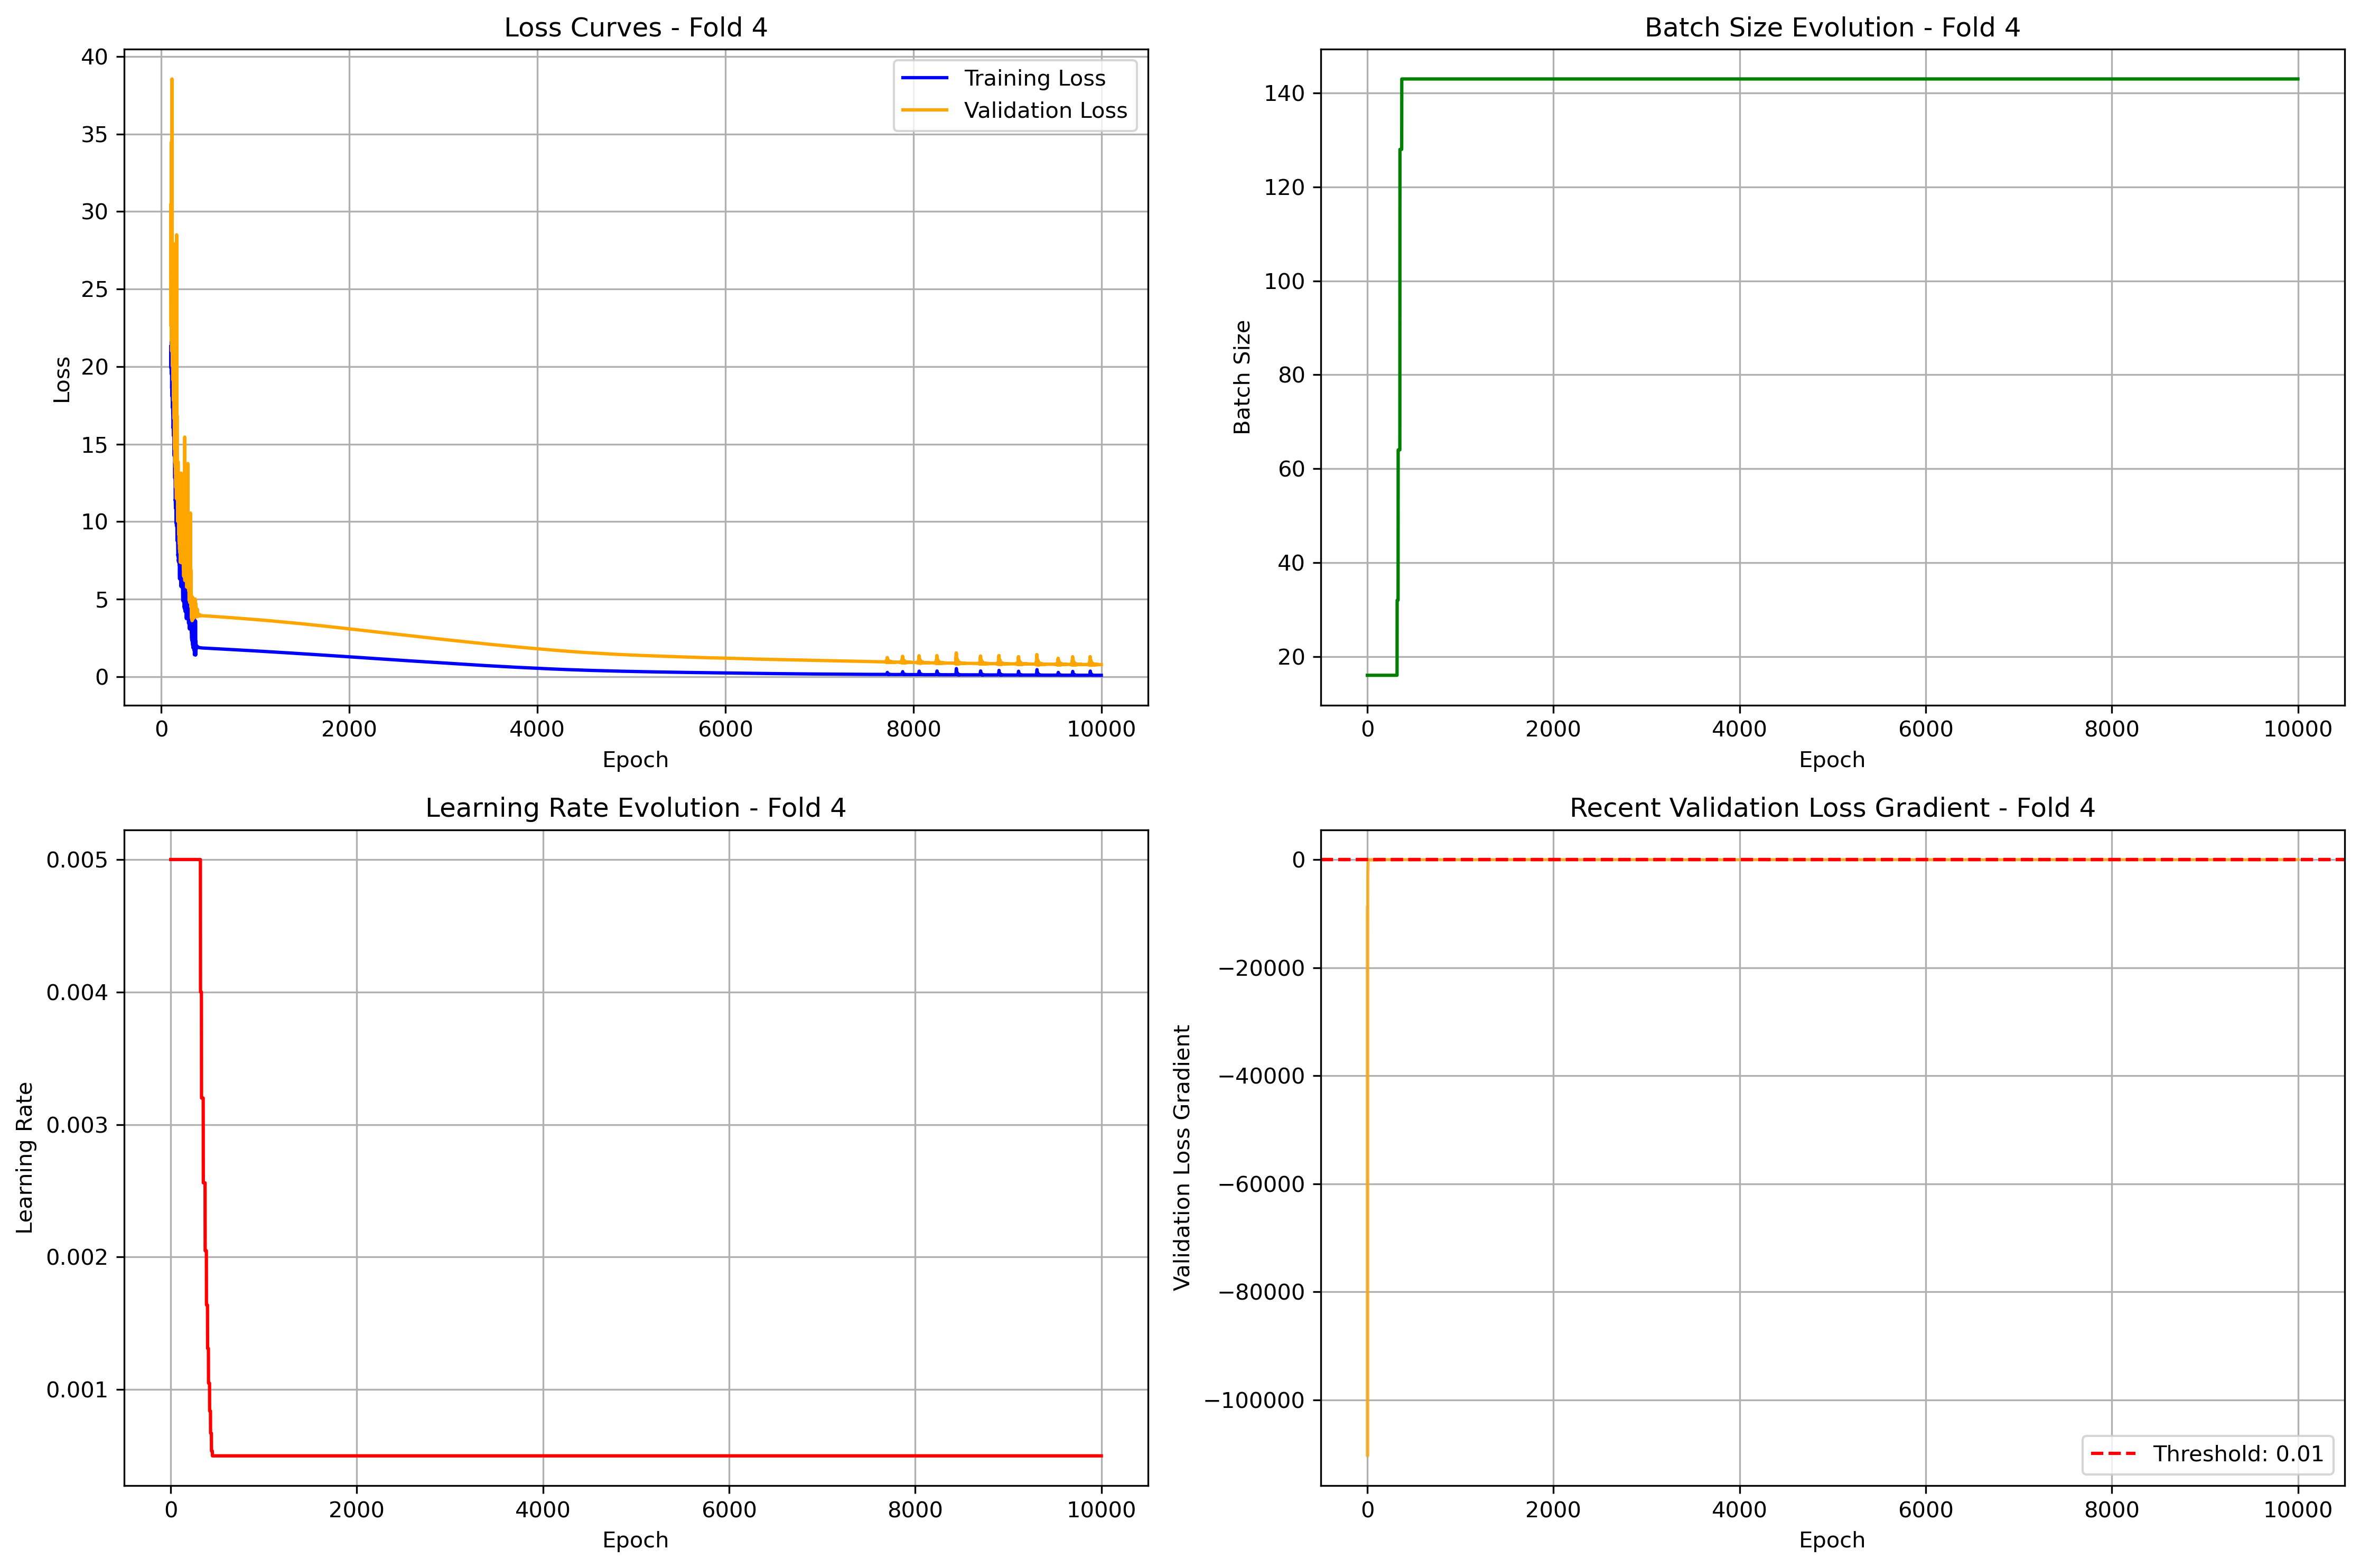 Loss Curves - Fold 4
40
35
30
25
20
15
10
5
0
Loss
Training Loss
Validation Loss
0 2000 4000 6000 8000 10000
Epoch
Batch Size Evolution - Fold 4
140
120
100
80
60
40
20
Batch Size
0 2000 4000 6000 8000 10000
Epoch
Learning Rate Evolution - Fold 4
0.005
0.004
0.003
0.002
0.001
Learning Rate
0 2000 4000 6000 8000 10000
Epoch
Recent Validation Loss Gradient - Fold 4
0
−20000
−40000
−60000
−80000
−100000
Validation Loss Gradient
Threshold: 0.01
0 2000 4000 6000 8000 10000
Epoch